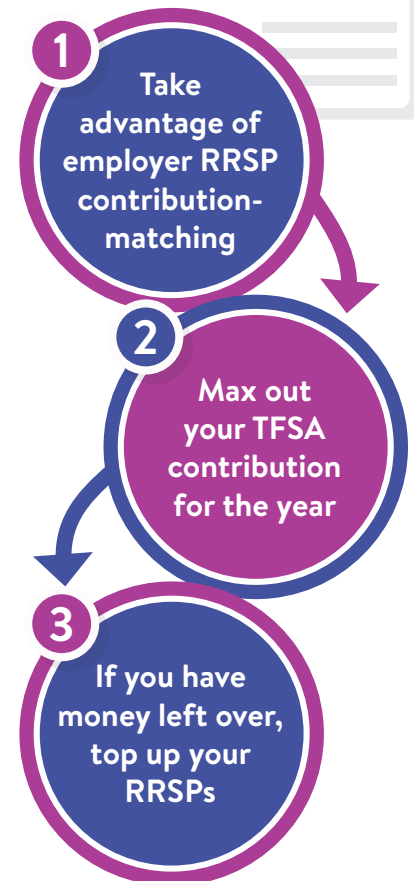 1
Take
advantage of
employer RRSP
contribution-
matching
2
Max out
your TFSA
contribution
for the year
3
If you have
money left over,
top up your
RRSPs